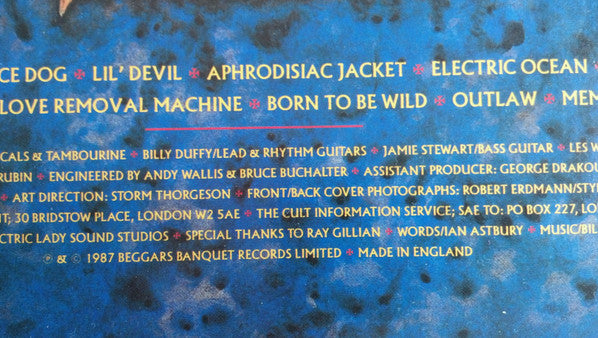 CE DOG ✠ LIL' DEVIL ✠ APHRODISIAC JACKET ✠ ELECTRIC OCEAN ✠
LOVE REMOVAL MACHINE ✠ BORN TO BE WILD ✠ OUTLAW ✠ MEM
CALS & TAMBOURINE ✠ BILLY DUFFY/LEAD & RHYTHM GUITARS ✠ JAMIE STEWART/BASS GUITAR ✠ LES W
RUBIN ✠ ENGINEERED BY ANDY WALLIS & BRUCE BUCHALTER ✠ ASSISTANT PRODUCER: GEORGE DRAKOU
✠ ART DIRECTION: STORM THORGESON ✠ FRONT/BACK COVER PHOTOGRAPHS: ROBERT ERDMANN/STY
T; 30 BRIDSTOW PLACE, LONDON W2 5AE ✠ THE CULT INFORMATION SERVICE; SAE TO: PO BOX 227, LO
CTRIC LADY SOUND STUDIOS ✠ SPECIAL THANKS TO RAY GILLIAN ✠ WORDS/IAN ASTBURY ✠ MUSIC/BIL
℗ & © 1987 BEGGARS BANQUET RECORDS LIMITED ✠ MADE IN ENGLAND